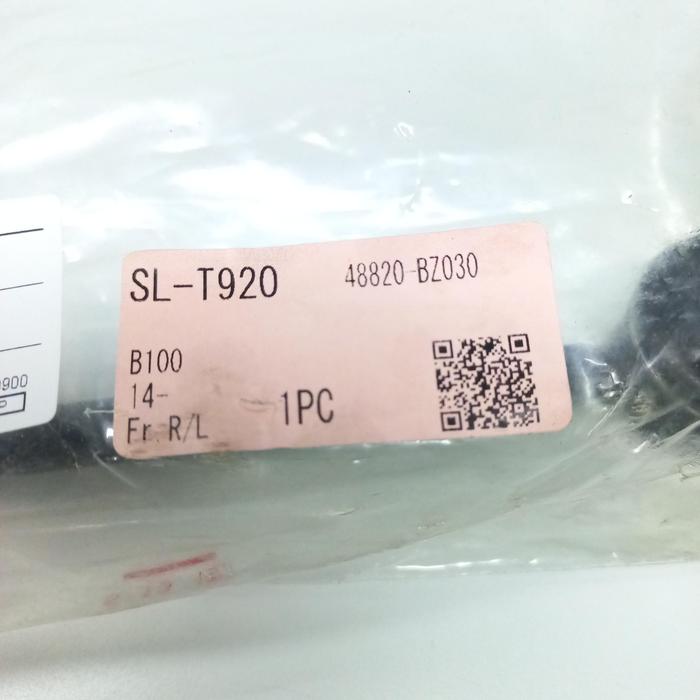 SL-T920
48820-BZ030
B100
14-
Fr. R/L
1PC